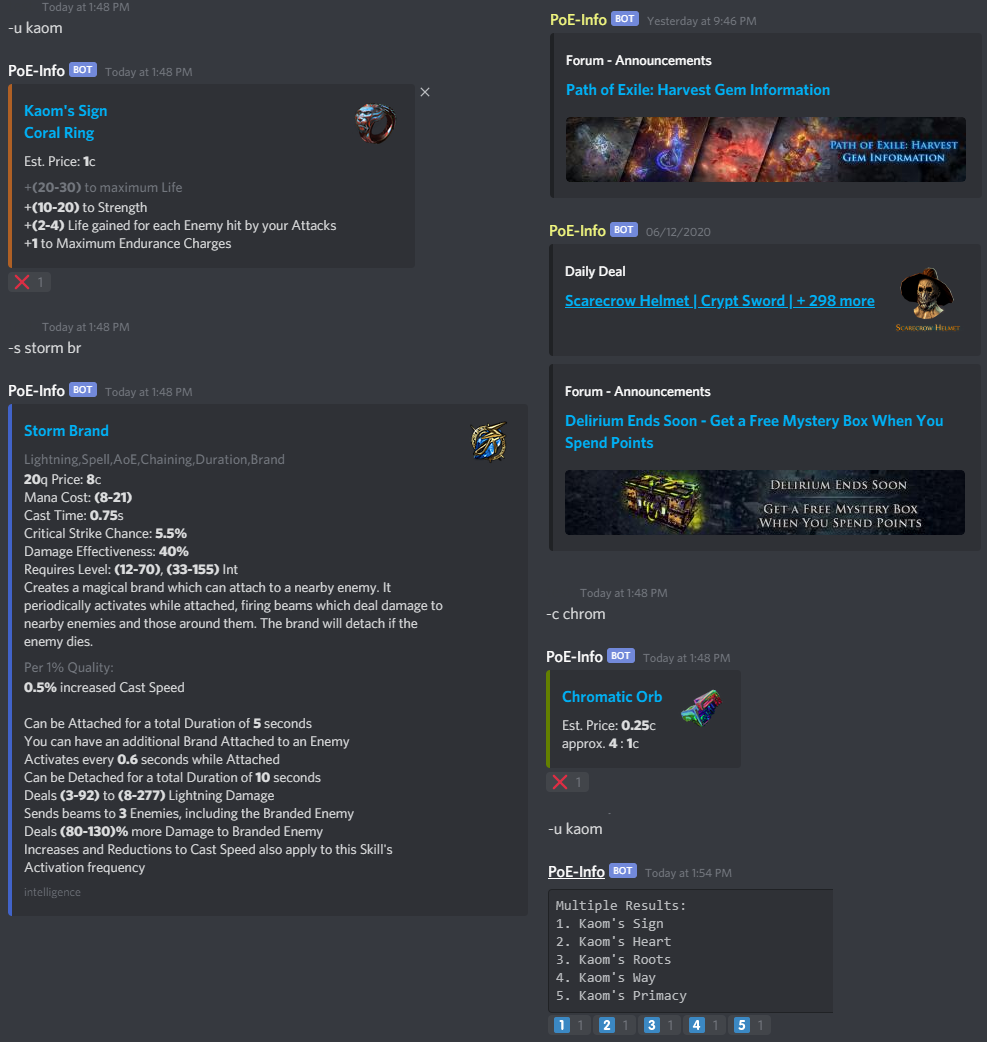 Today at 1:48 PM
-u kaom
PoE-Info BOT Today at 1:48 PM
Kaom's Sign
Coral Ring
Est. Price: 1c
+(20-30) to maximum Life
+(10-20) to Strength
+(2-4) Life gained for each Enemy hit by your Attacks
+1 to Maximum Endurance Charges
❌ 1
Today at 1:48 PM
-s storm br
PoE-Info BOT Today at 1:48 PM
Storm Brand
Lightning,Spell,AoE,Chaining,Duration,Brand
20q Price: 8c
Mana Cost: (8-21)
Cast Time: 0.75s
Critical Strike Chance: 5.5%
Damage Effectiveness: 40%
Requires Level: (12-70), (33-155) Int
Creates a magical brand which can attach to a nearby enemy. It
periodically activates while attached, firing beams which deal damage to
nearby enemies and those around them. The brand will detach if the
enemy dies.
Per 1% Quality:
0.5% increased Cast Speed
Can be Attached for a total Duration of 5 seconds
You can have an additional Brand Attached to an Enemy
Activates every 0.6 seconds while Attached
Can be Detached for a total Duration of 10 seconds
Deals (3-92) to (8-277) Lightning Damage
Sends beams to 3 Enemies, including the Branded Enemy
Deals (80-130)% more Damage to Branded Enemy
Increases and Reductions to Cast Speed also apply to this Skill's
Activation frequency
intelligence
PoE-Info BOT Yesterday at 9:46 PM
Forum - Announcements
Path of Exile: Harvest Gem Information
Path of Exile: Harvest
Gem Information
PoE-Info BOT 06/12/2020
Daily Deal
Scarecrow Helmet | Crypt Sword | + 298 more
Scarecrow Helmet
Forum - Announcements
Delirium Ends Soon - Get a Free Mystery Box When You
Spend Points
Delirium Ends Soon
Get a Free Mystery Box
When You Spend Points
Today at 1:48 PM
-c chrom
PoE-Info BOT Today at 1:48 PM
Chromatic Orb
Est. Price: 0.25c
approx. 4 : 1c
❌ 1
-u kaom
PoE-Info BOT Today at 1:54 PM
Multiple Results:
1. Kaom's Sign
2. Kaom's Heart
3. Kaom's Roots
4. Kaom's Way
5. Kaom's Primacy
1 1 2 1 3 1 4 1 5 1